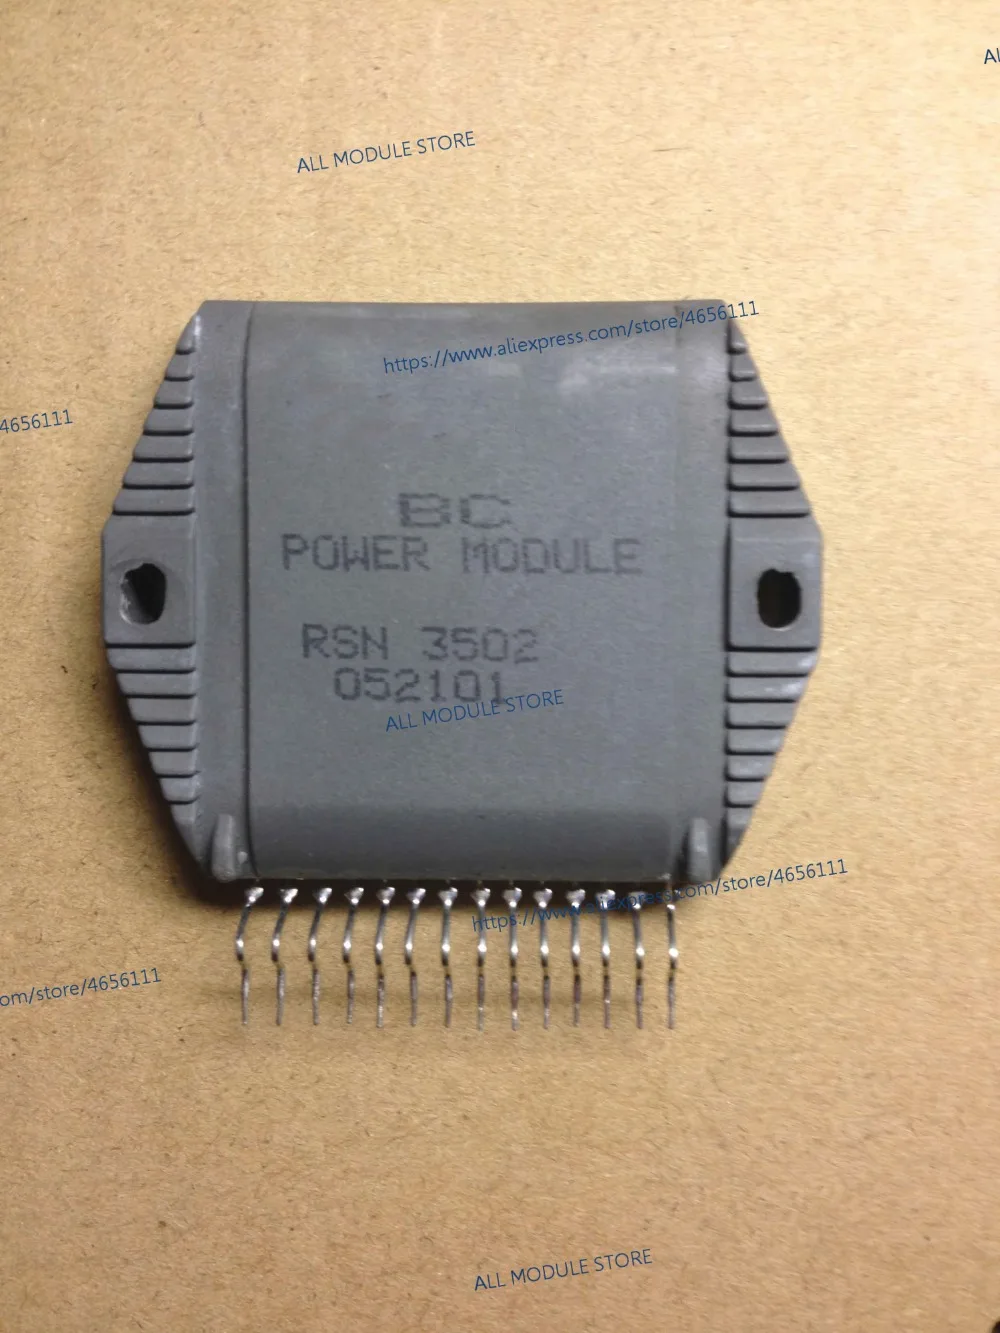 AL
ALL MODULE STORE
https://www.aliexpress.com/store/4656111
4656111
BC
POWER MODULE
RSN 3502
052101
ALL MODULE STORE
https://www.aliexpress.com/store/4656111
om/store/4656111
ALL MODULE STORE